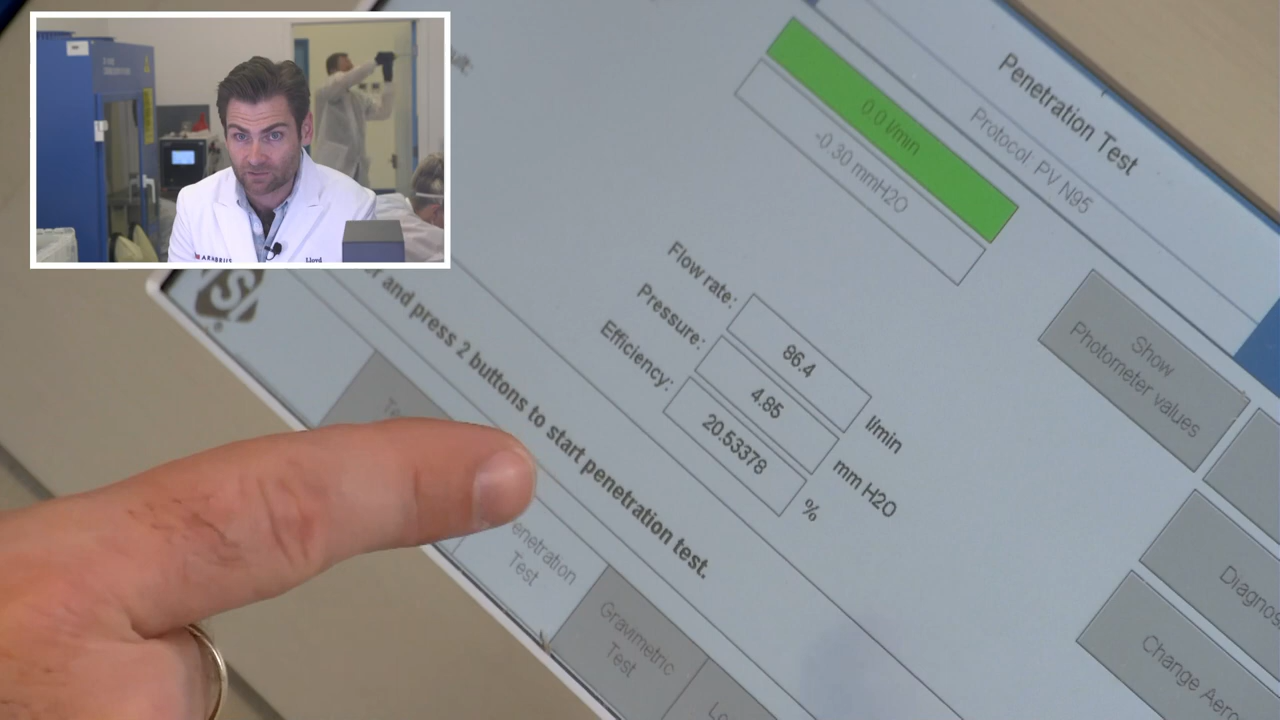 Penetration Test
Protocol PV N95
0.0 l/min
-0.30 mmH2O
Flow rate: 86.4 l/min
Pressure: 4.85 mm H2O
Efficiency: 20.53378 %
Show
Photometer values
and press 2 buttons to start penetration test.
Test
Gravimetric
Test
Change